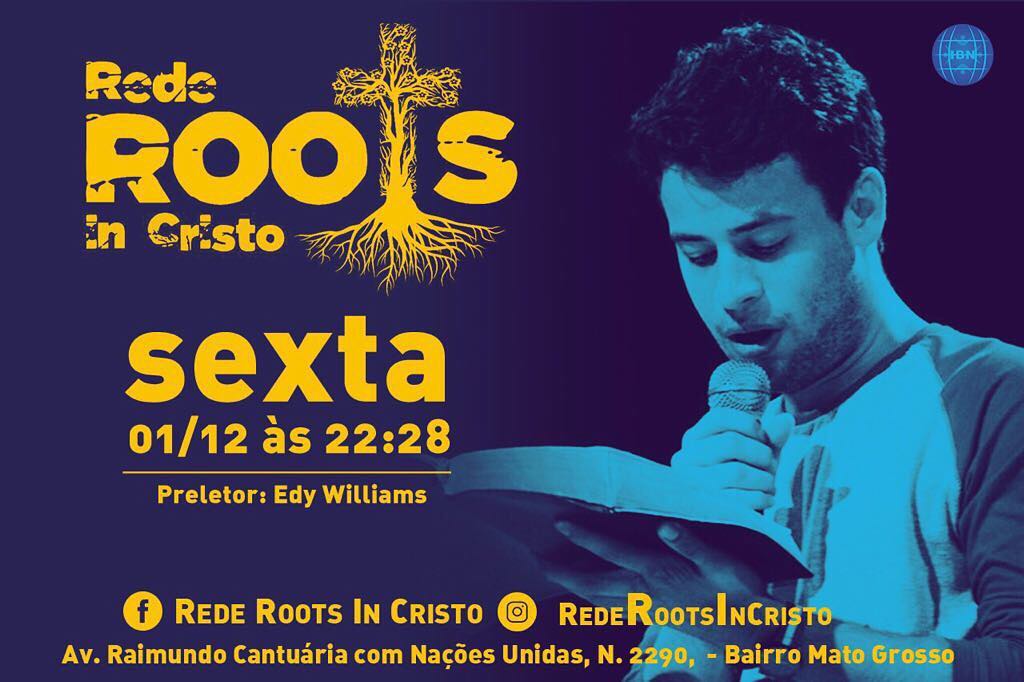 Rede
ROOTS
in Cristo
IBN
sexta
01/12 às 22:28
Preletor: Edy Williams
f REDE ROOTS IN CRISTO REDEROOTSINCRISTO
Av. Raimundo Cantuária com Nações Unidas, N. 2290, - Bairro Mato Grosso